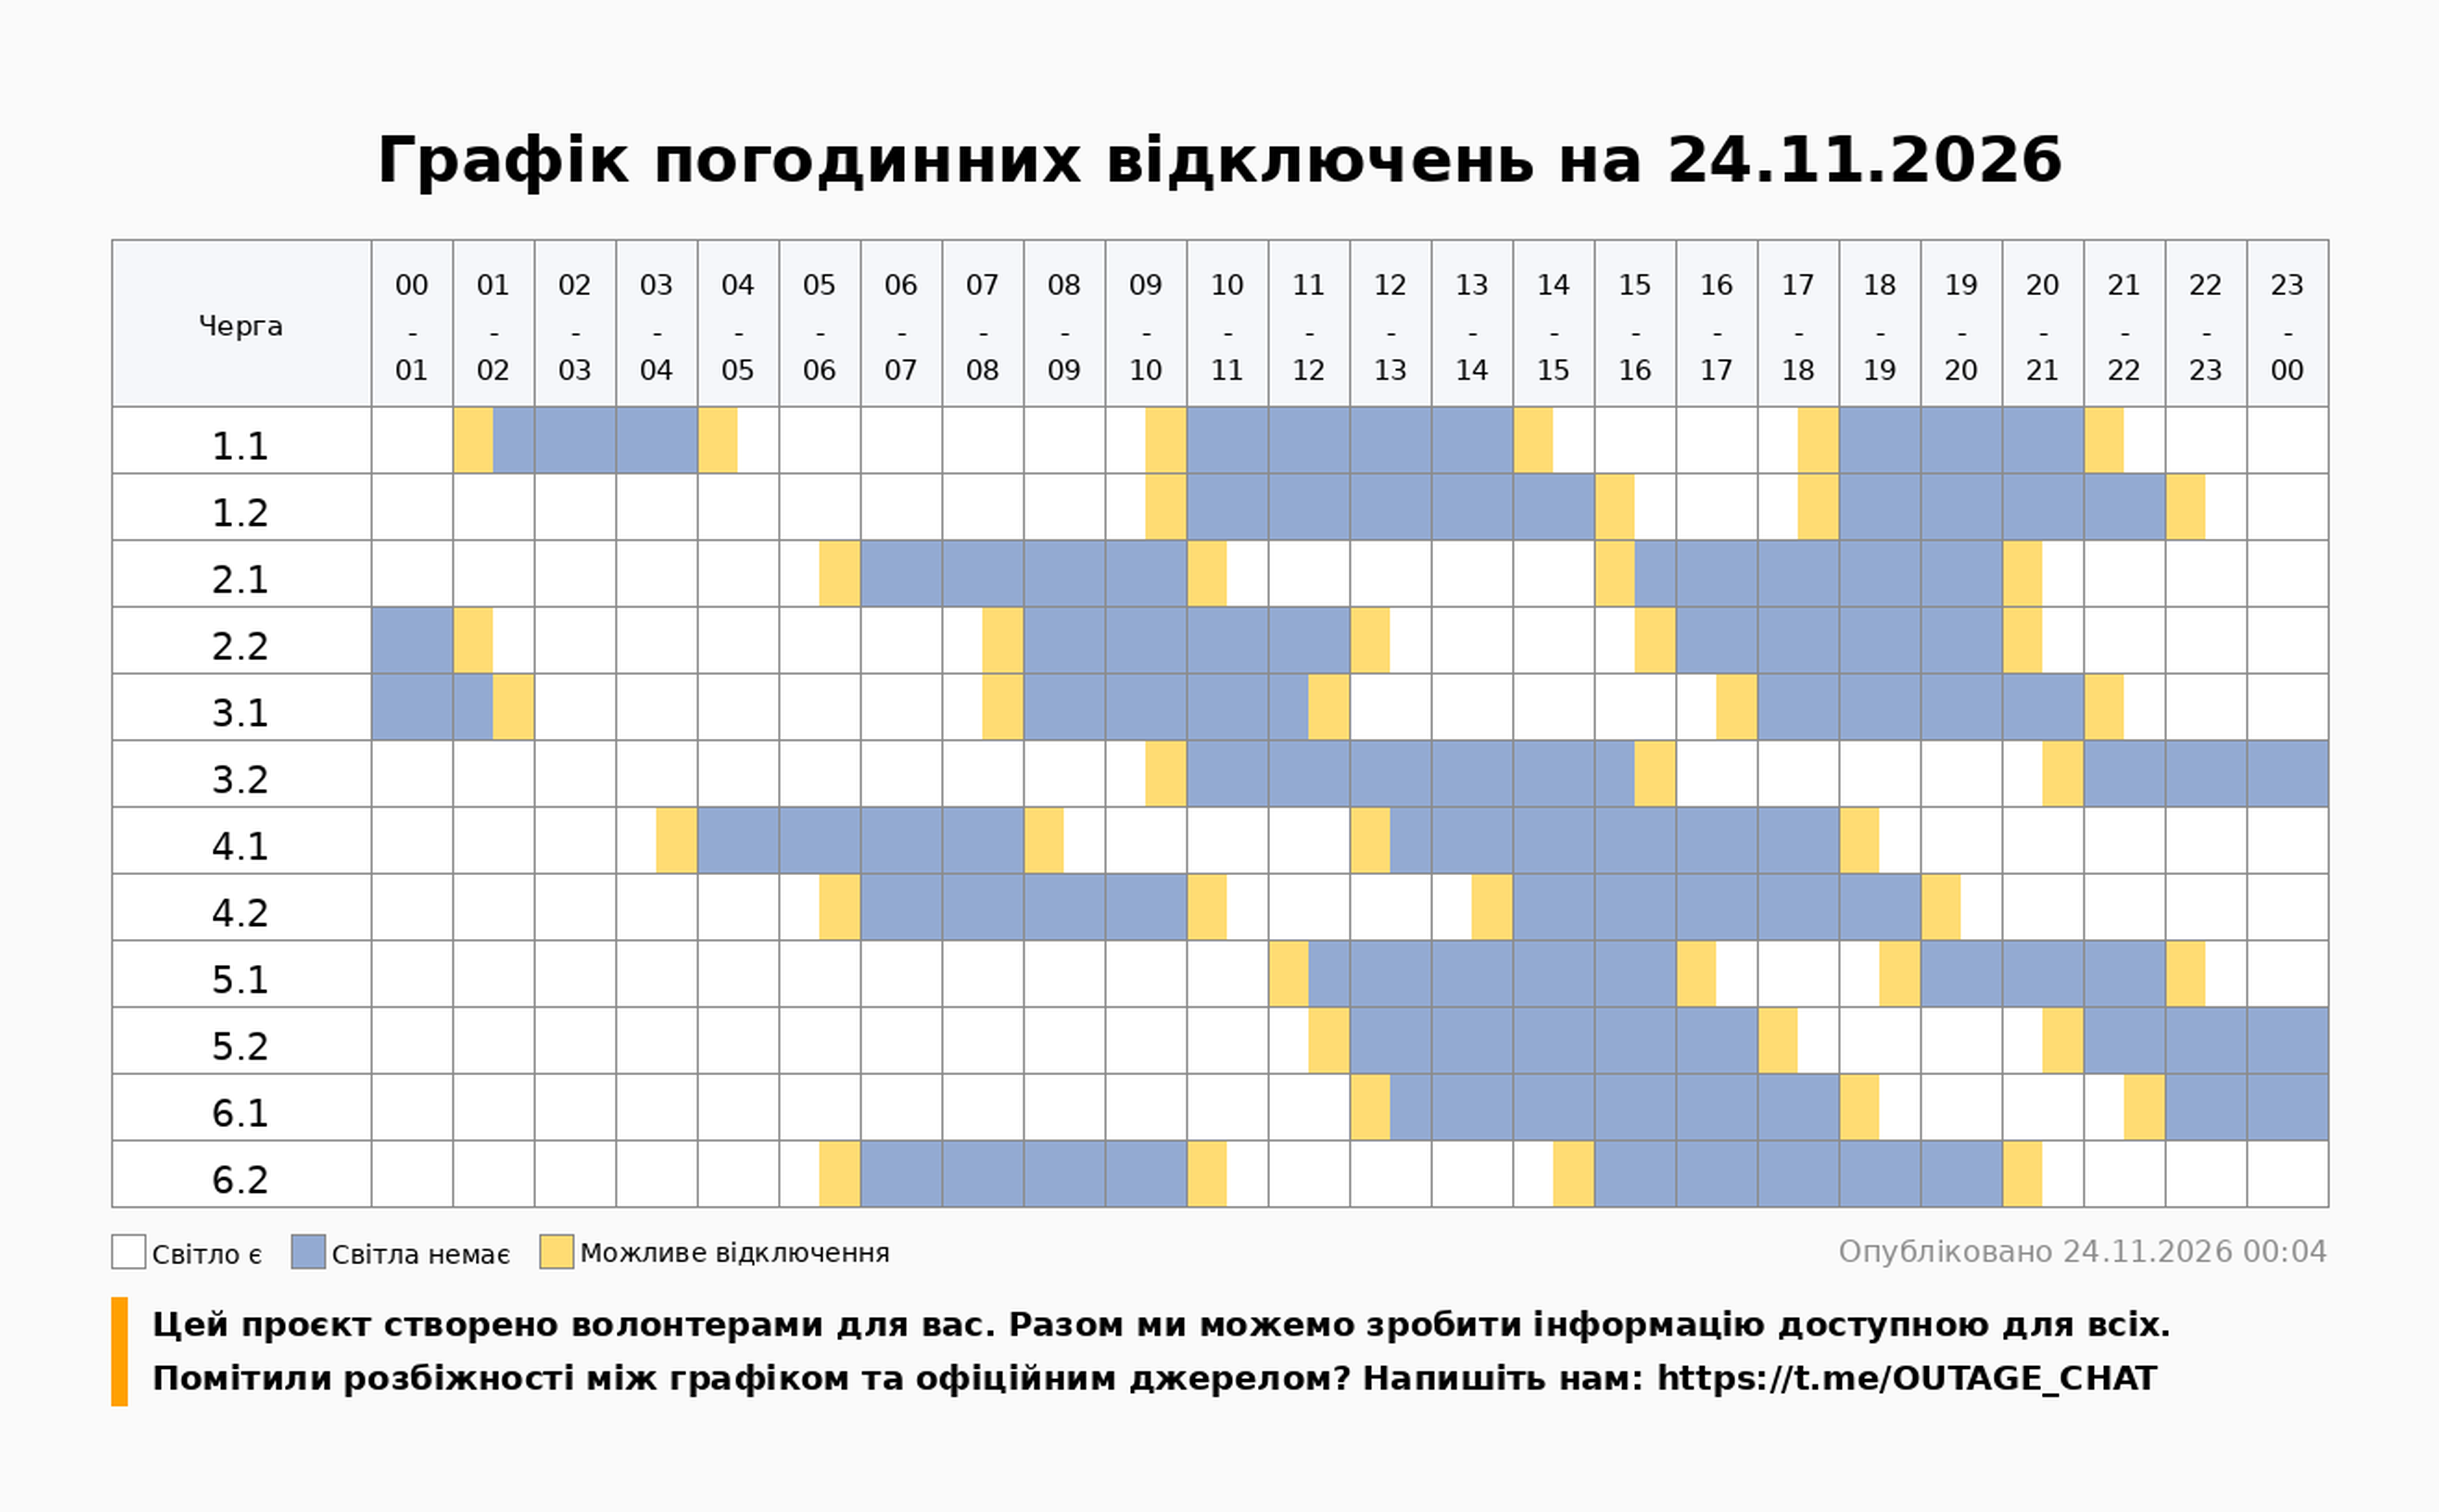 Графік погодинних відключень на 24.11.2026
Черга
00 - 01
01 - 02
02 - 03
03 - 04
04 - 05
05 - 06
06 - 07
07 - 08
08 - 09
09 - 10
10 - 11
11 - 12
12 - 13
13 - 14
14 - 15
15 - 16
16 - 17
17 - 18
18 - 19
19 - 20
20 - 21
21 - 22
22 - 23
23 - 00
1.1
1.2
2.1
2.2
3.1
3.2
4.1
4.2
5.1
5.2
6.1
6.2
Світло є
Світла немає
Можливе відключення
Опубліковано 24.11.2026 00:04
Цей проєкт створено волонтерами для вас. Разом ми можемо зробити інформацію доступною для всіх.
Помітили розбіжності між графіком та офіційним джерелом? Напишіть нам: https://t.me/OUTAGE_CHAT